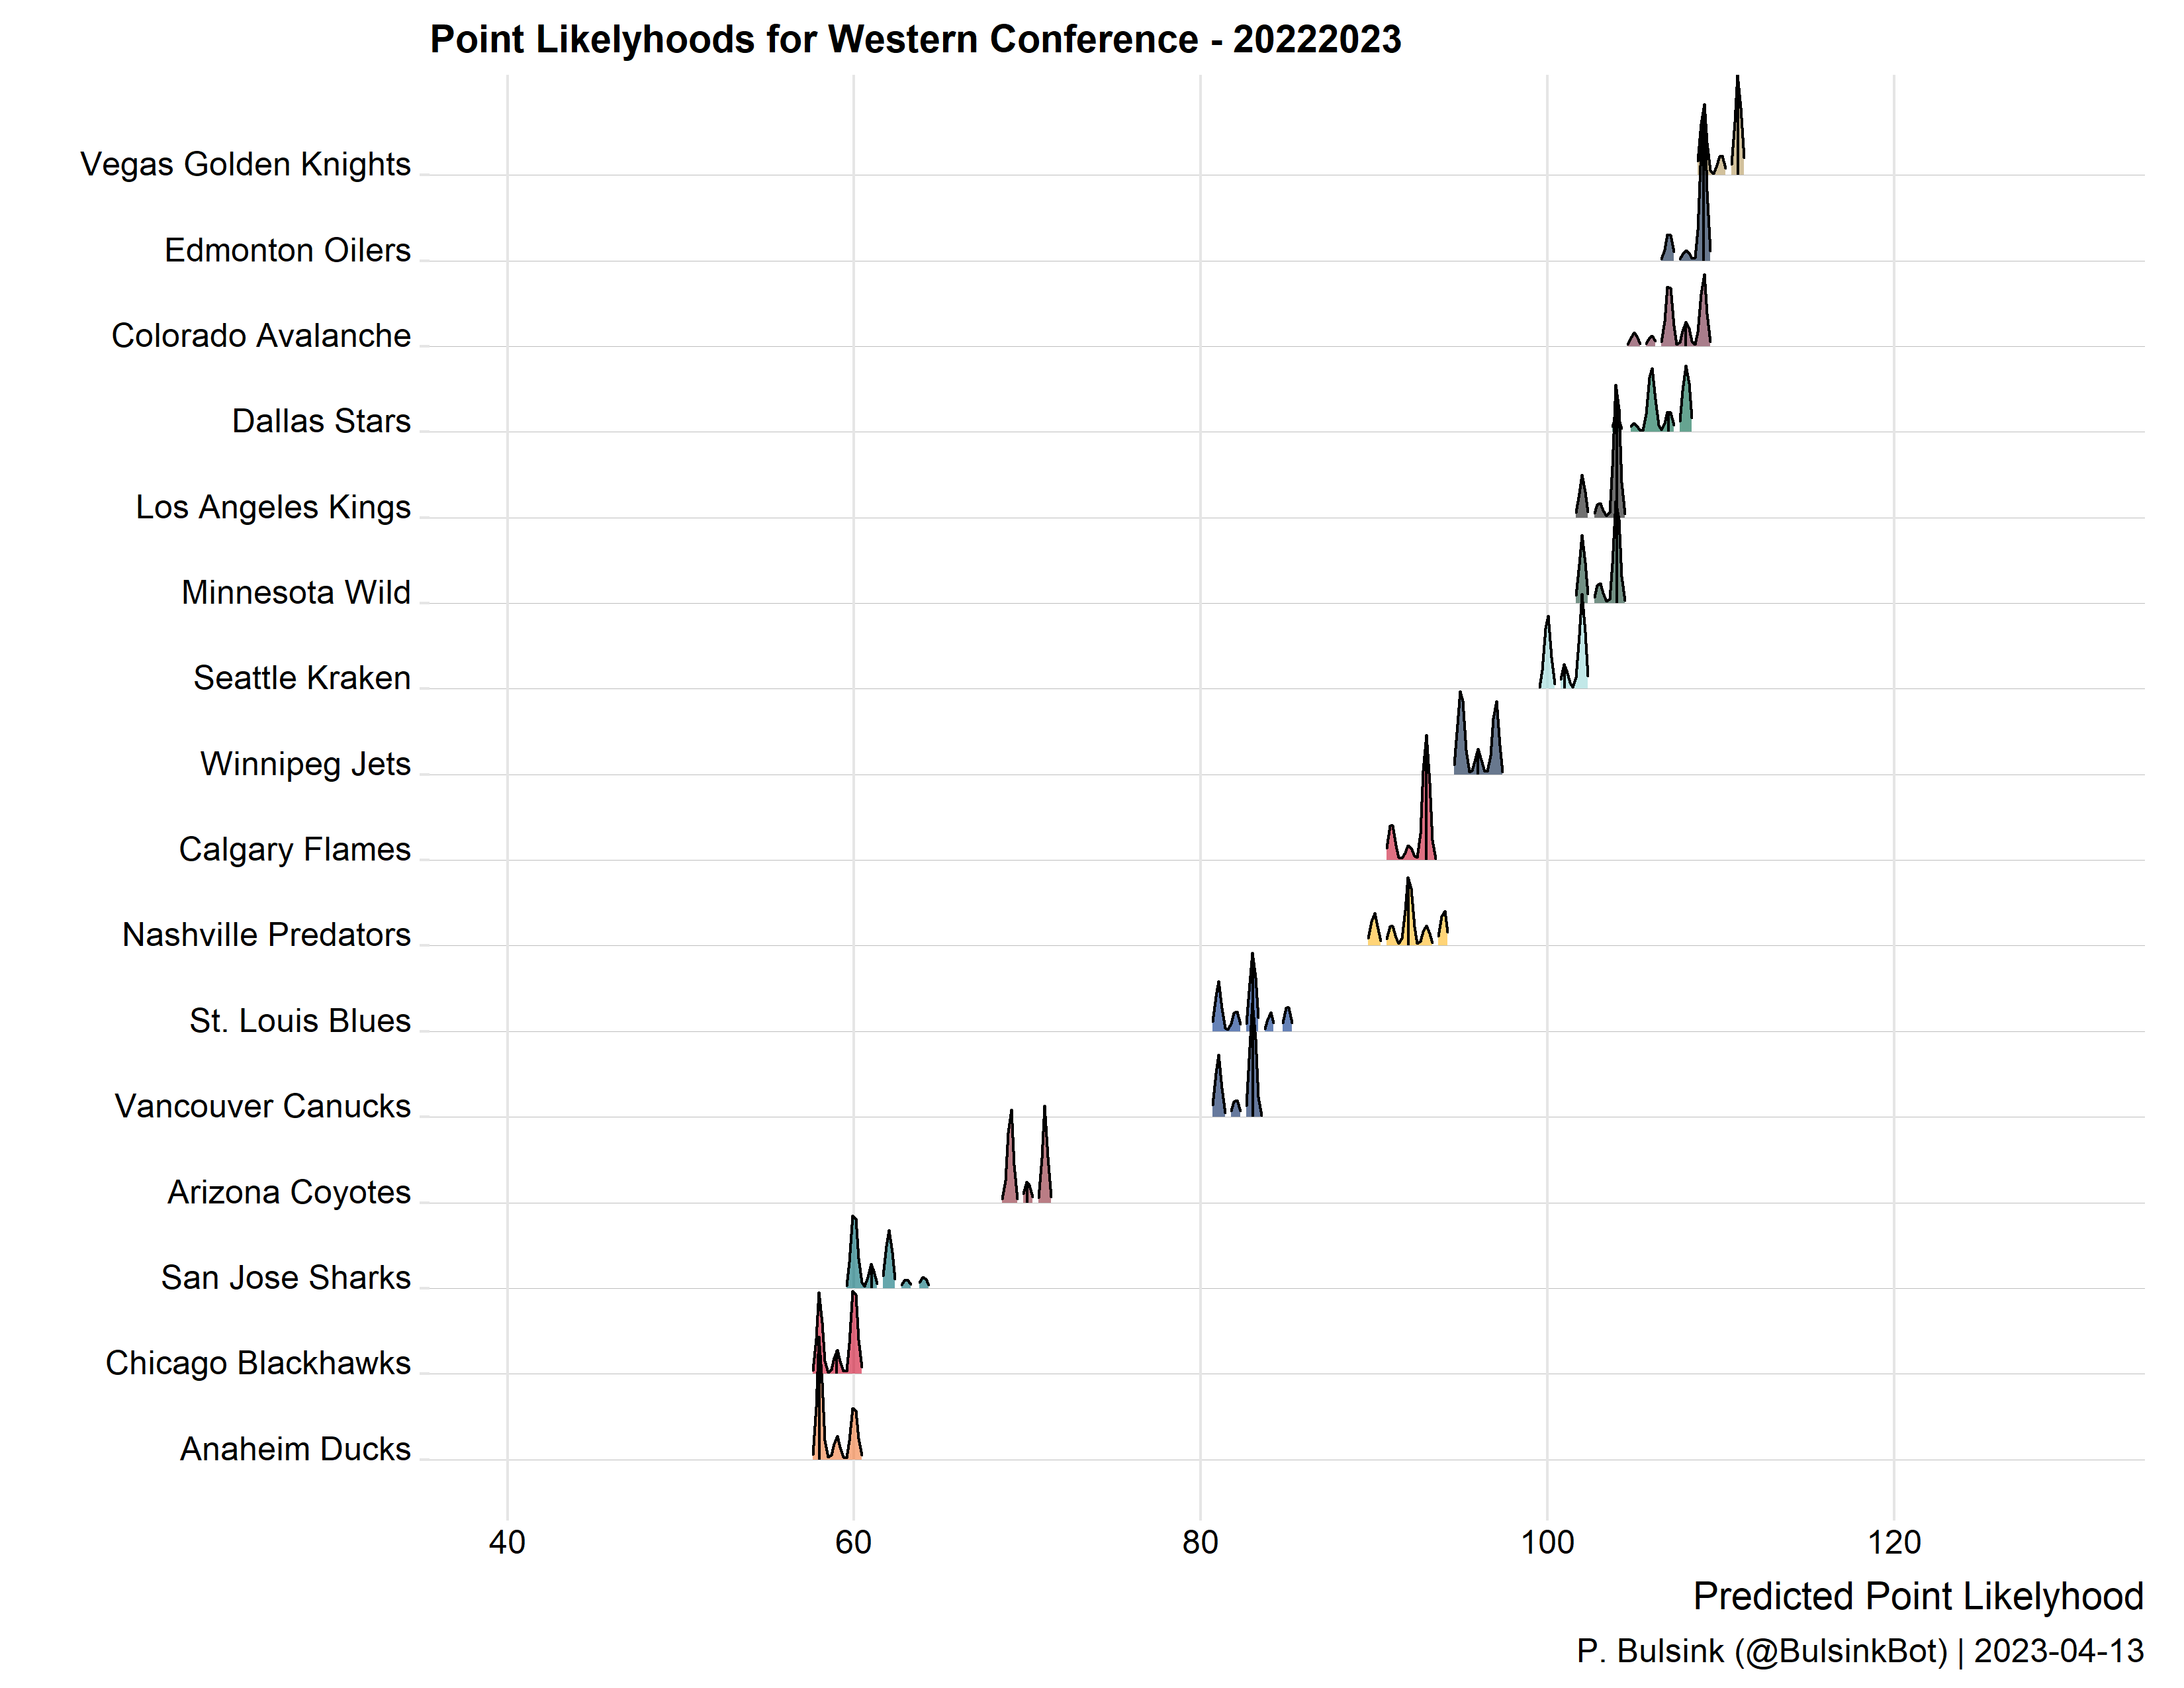 Point Likelyhoods for Western Conference - 20222023
Vegas Golden Knights
Edmonton Oilers
Colorado Avalanche
Dallas Stars
Los Angeles Kings
Minnesota Wild
Seattle Kraken
Winnipeg Jets
Calgary Flames
Nashville Predators
St. Louis Blues
Vancouver Canucks
Arizona Coyotes
San Jose Sharks
Chicago Blackhawks
Anaheim Ducks
40 60 80 100 120
Predicted Point Likelyhood
P. Bulsink (@BulsinkBot) | 2023-04-13